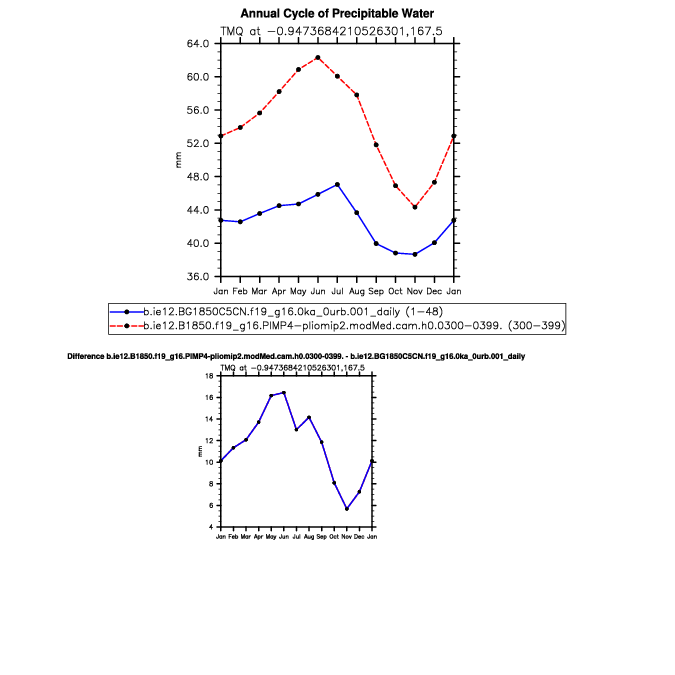 Annual Cycle of Precipitable Water
TMQ at −0.9473684210526301,167.5
64.0
60.0
56.0
52.0
48.0
44.0
40.0
36.0
mm
Jan Feb Mar Apr May Jun Jul Aug Sep Oct Nov Dec Jan
b.ie12.BG1850C5CN.f19_g16.0ka_0urb.001_daily (1−48)
b.ie12.B1850.f19_g16.PIMP4−pliomip2.modMed.cam.h0.0300−0399. (300−399)
Difference b.ie12.B1850.f19_g16.PIMP4-pliomip2.modMed.cam.h0.0300-0399. - b.ie12.BG1850C5CN.f19_g16.0ka_0urb.001_daily
TMQ at −0.9473684210526301,167.5
18
16
14
12
10
8
6
4
mm
Jan Feb Mar Apr May Jun Jul Aug Sep Oct Nov Dec Jan